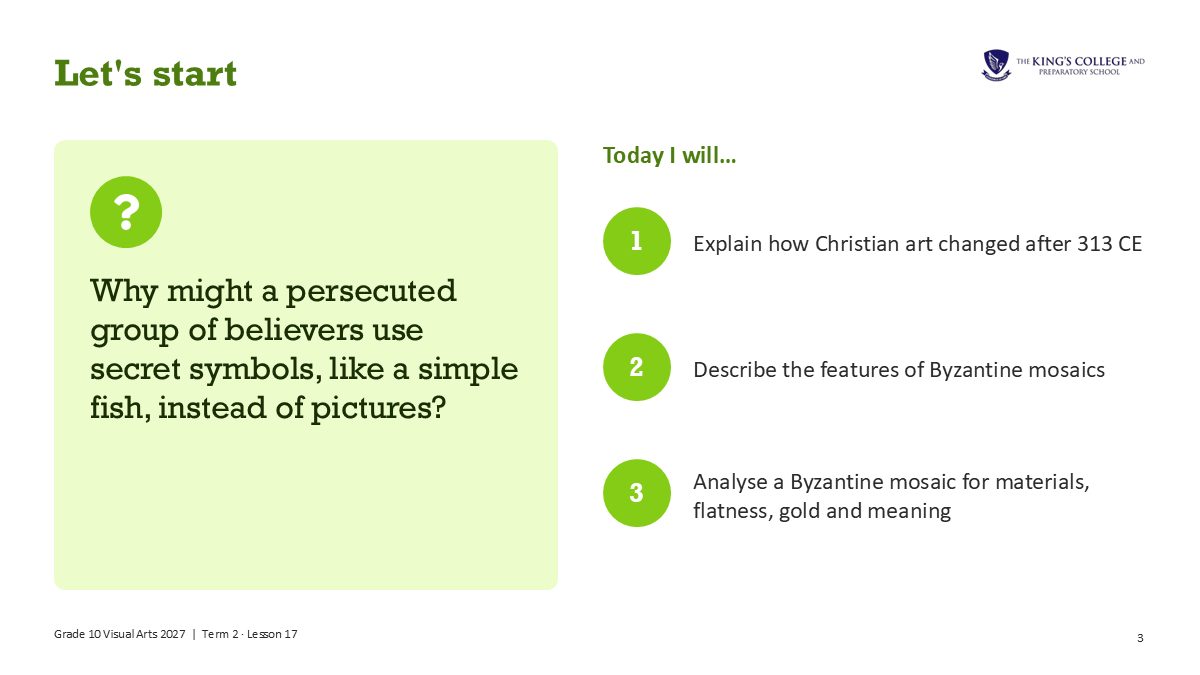 Let's start
THE KING'S COLLEGE AND
PREPARATORY SCHOOL
?
Why might a persecuted
group of believers use
secret symbols, like a simple
fish, instead of pictures?
Today I will...
1
Explain how Christian art changed after 313 CE
2
Describe the features of Byzantine mosaics
3
Analyse a Byzantine mosaic for materials,
flatness, gold and meaning
Grade 10 Visual Arts 2027 | Term 2 · Lesson 17
3